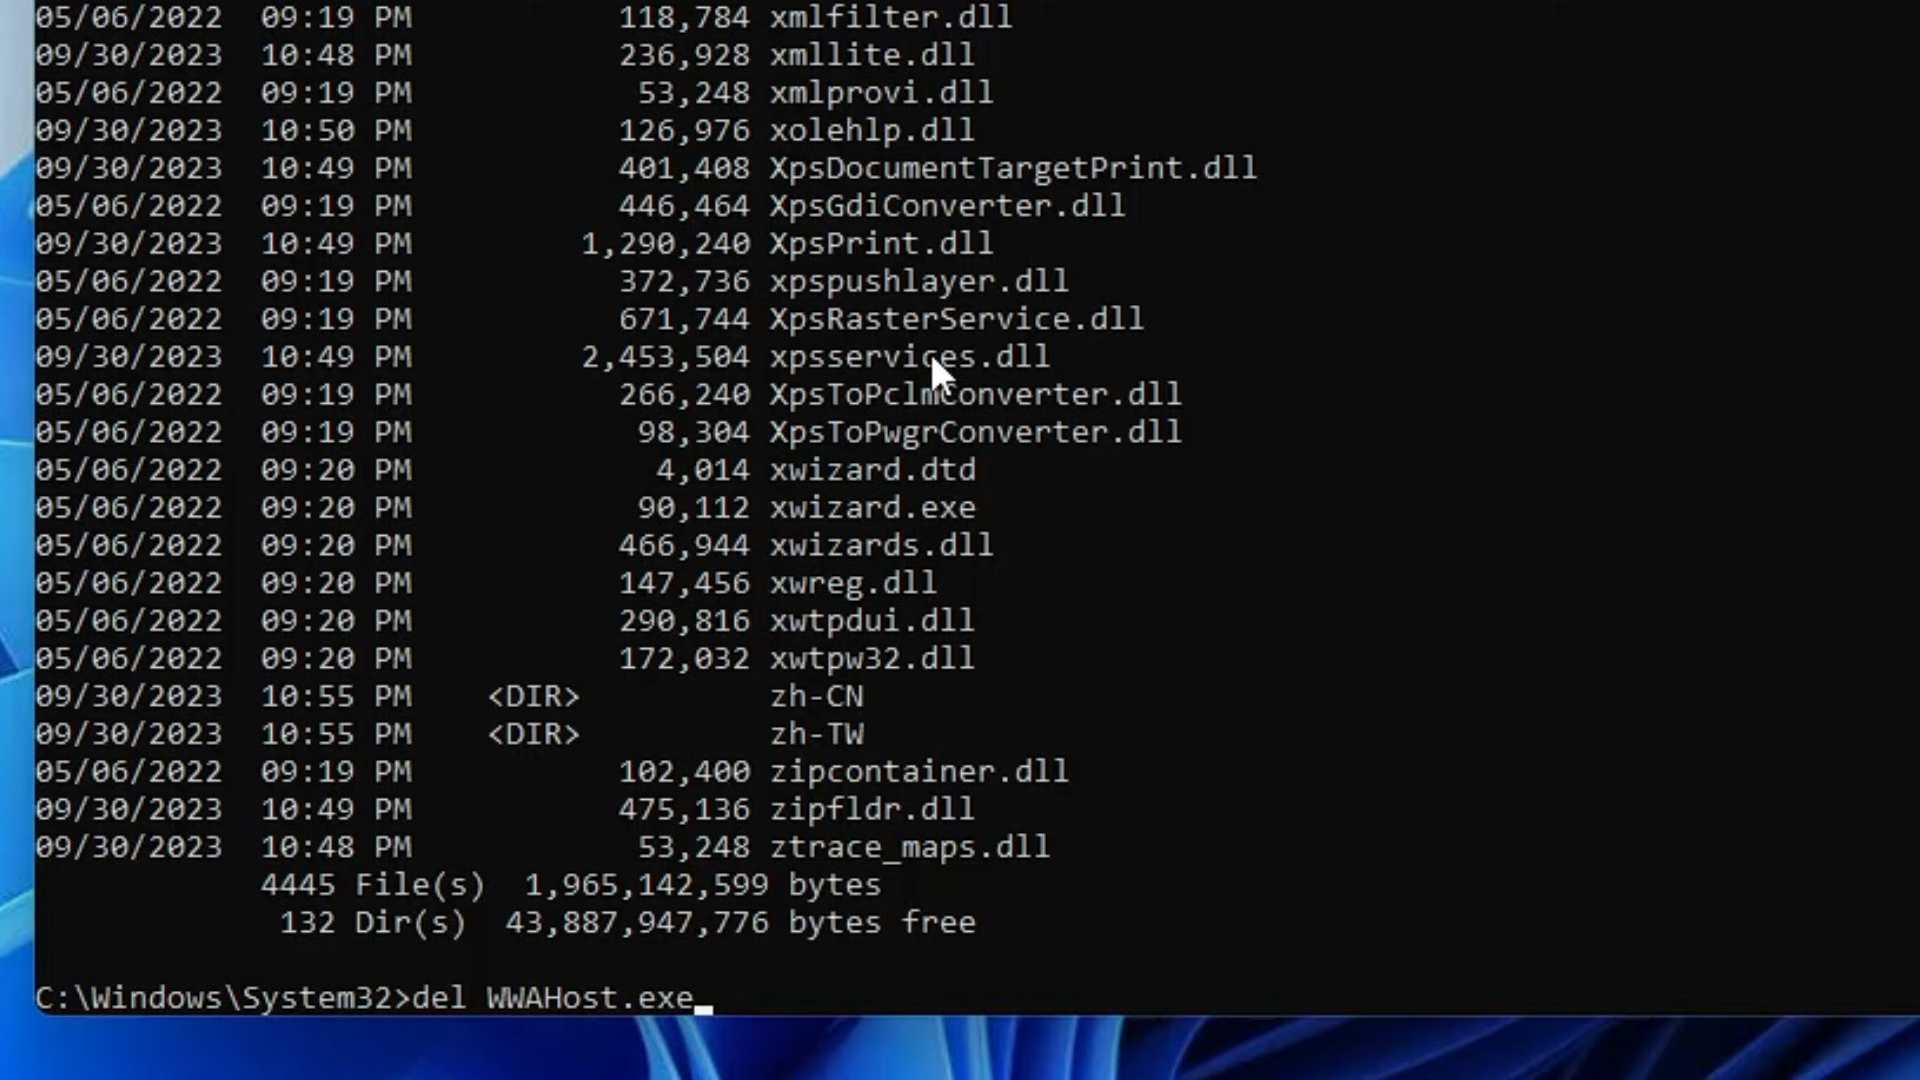 05/06/2022  09:19 PM           118,784 xmlfilter.dll
09/30/2023  10:48 PM           236,928 xmllite.dll
05/06/2022  09:19 PM            53,248 xmlprovi.dll
09/30/2023  10:50 PM           126,976 xolehlp.dll
09/30/2023  10:49 PM           401,408 XpsDocumentTargetPrint.dll
05/06/2022  09:19 PM           446,464 XpsGdiConverter.dll
09/30/2023  10:49 PM         1,290,240 XpsPrint.dll
05/06/2022  09:19 PM           372,736 xpspushlayer.dll
05/06/2022  09:19 PM           671,744 XpsRasterService.dll
09/30/2023  10:49 PM         2,453,504 xpsservices.dll
05/06/2022  09:19 PM           266,240 XpsToPclmConverter.dll
05/06/2022  09:19 PM            98,304 XpsToPwgrConverter.dll
05/06/2022  09:20 PM             4,014 xwizard.dtd
05/06/2022  09:20 PM            90,112 xwizard.exe
05/06/2022  09:20 PM           466,944 xwizards.dll
05/06/2022  09:20 PM           147,456 xwreg.dll
05/06/2022  09:20 PM           290,816 xwtpdui.dll
05/06/2022  09:20 PM           172,032 xwtpw32.dll
09/30/2023  10:55 PM    <DIR>          zh-CN
09/30/2023  10:55 PM    <DIR>          zh-TW
05/06/2022  09:19 PM           102,400 zipcontainer.dll
09/30/2023  10:49 PM           475,136 zipfldr.dll
09/30/2023  10:48 PM            53,248 ztrace_maps.dll
            4445 File(s)  1,965,142,599 bytes
             132 Dir(s)  43,887,947,776 bytes free
C:\Windows\System32>del WWAHost.exe